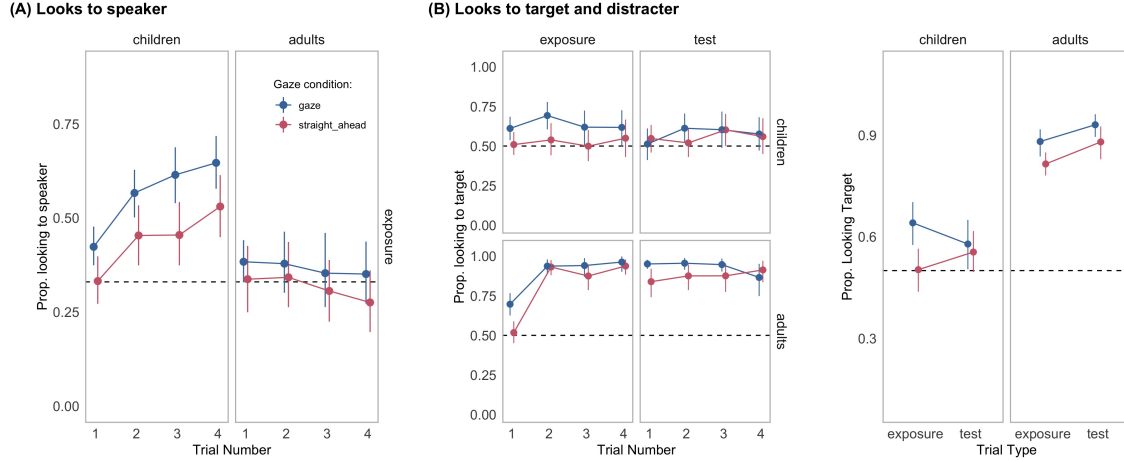 (A) Looks to speaker
children
adults
Gaze condition:
gaze
straight_ahead
Prop. looking to speaker
0.75
0.50
0.25
0.00
exposure
1 2 3 4
1 2 3 4
Trial Number
(B) Looks to target and distracter
exposure
test
Prop. looking to target
1.00
0.75
0.50
0.25
0.00
children
1.00
0.75
0.50
0.25
0.00
adults
1 2 3 4
1 2 3 4
Trial Number
children
adults
Prop. Looking Target
0.9
0.6
0.3
exposure test
exposure test
Trial Type